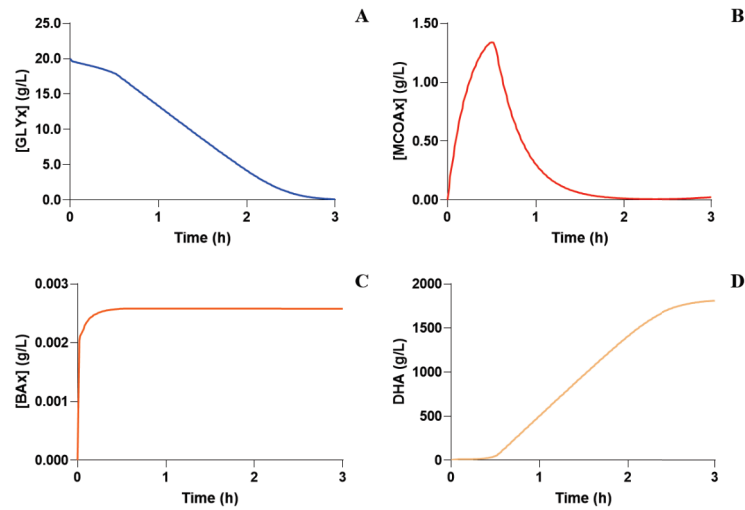 A
25.0
20.0
15.0
10.0
5.0
0.0
[GLYx] (g/L)
0 1 2 3
Time (h)
B
1.50
1.00
0.50
0.00
[MCOAx] (g/L)
0 1 2 3
Time (h)
C
0.003
0.002
0.001
0.000
[BAx] (g/L)
0 1 2 3
Time (h)
D
2000
1500
1000
500
0
DHA (g/L)
0 1 2 3
Time (h)